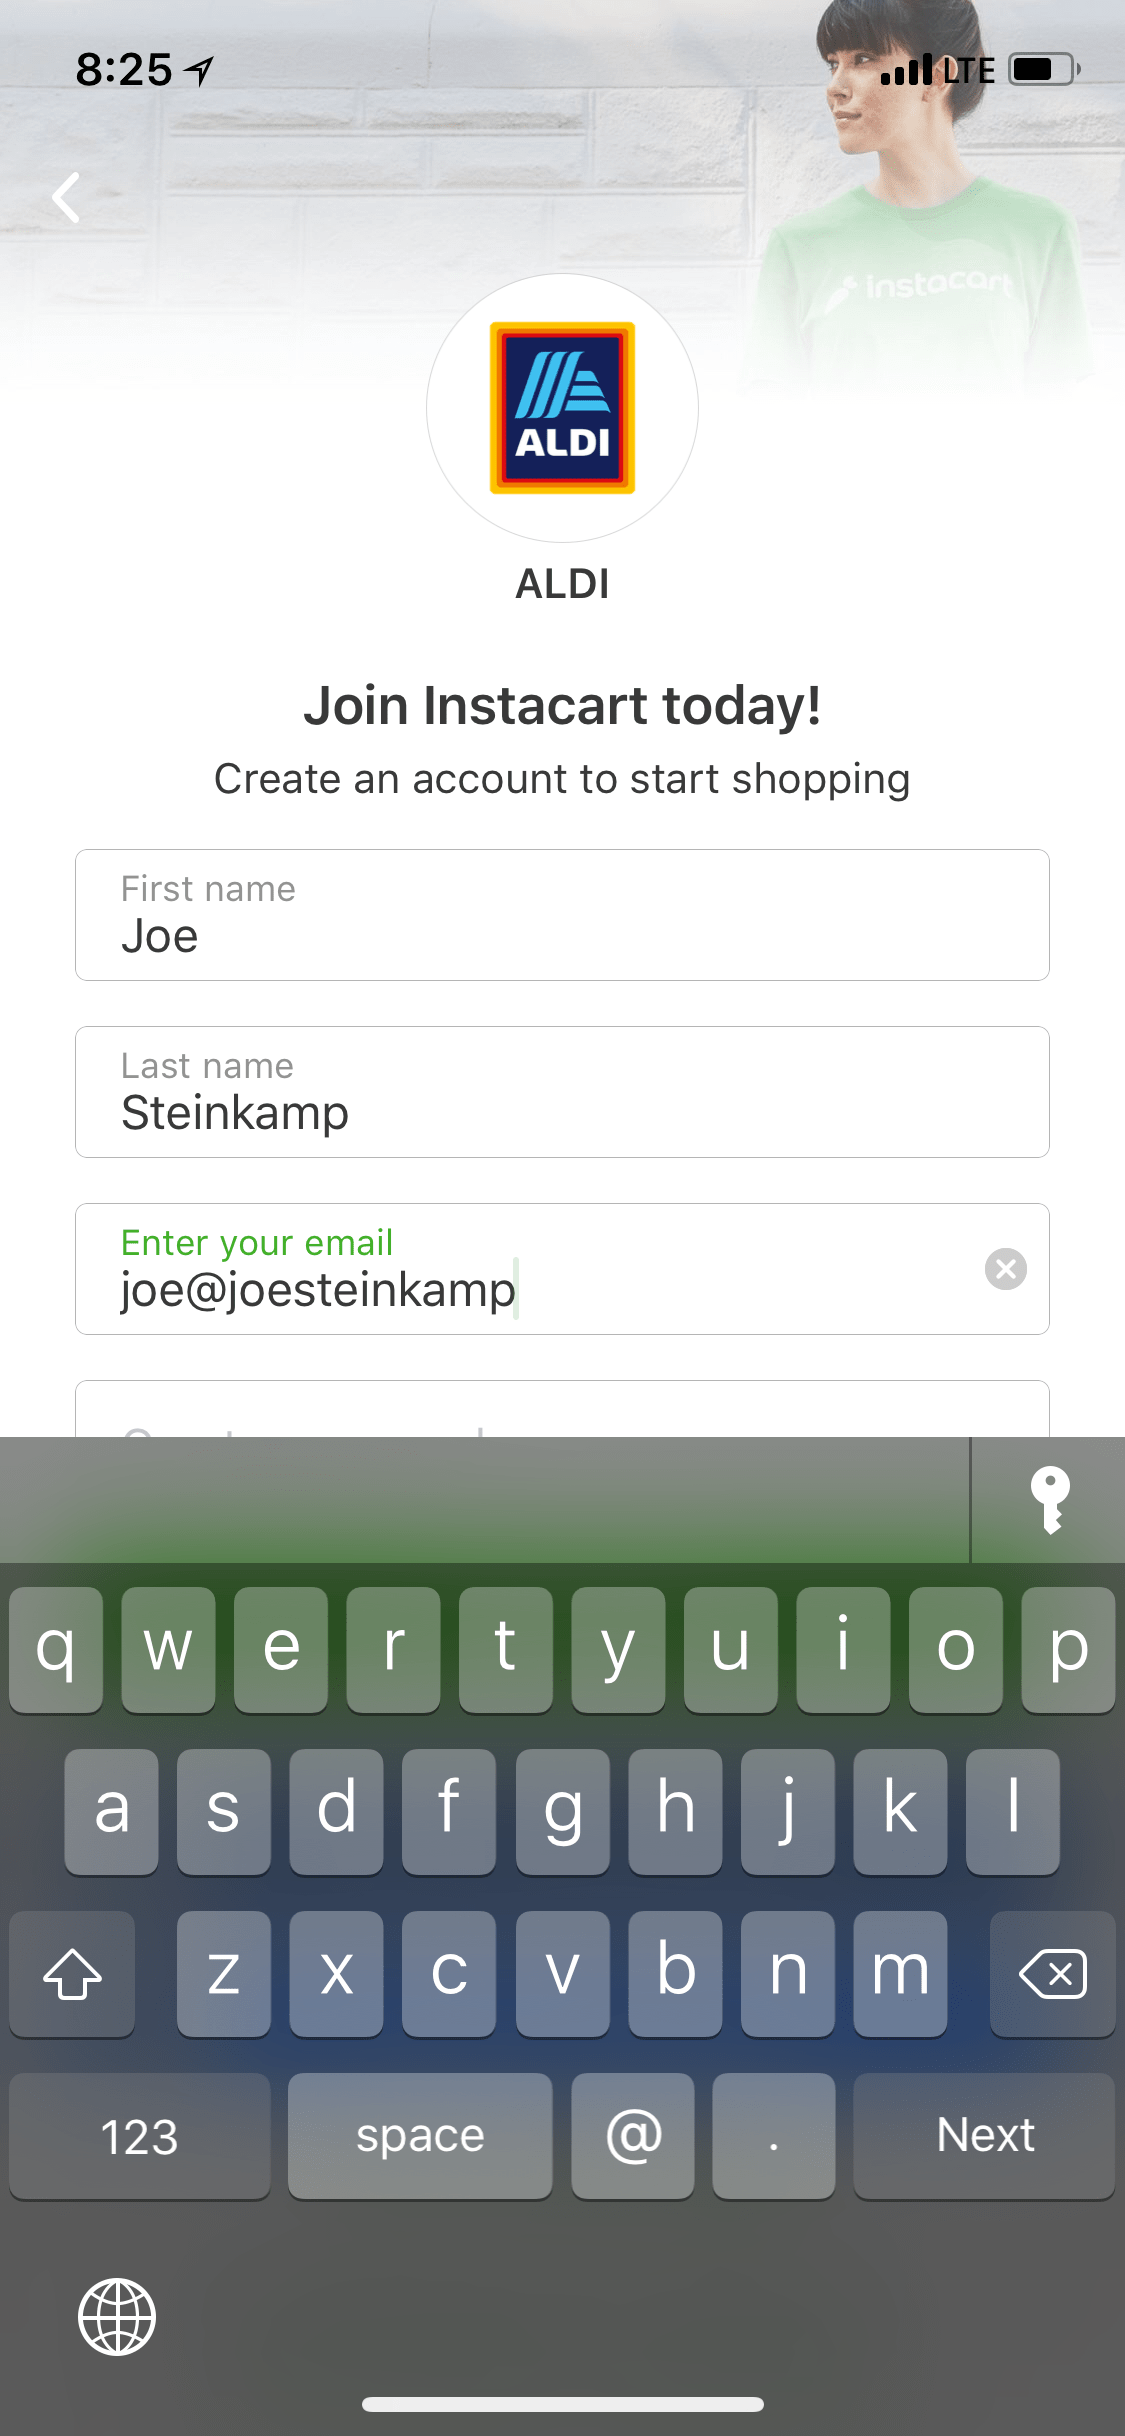 8:25 LTE
instacart
ALDI
ALDI
Join Instacart today!
Create an account to start shopping
First name
Joe
Last name
Steinkamp
Enter your email
joe@joesteinkamp
q w e r t y u i o p
a s d f g h j k l
z x c v b n m
123 space @ . Next